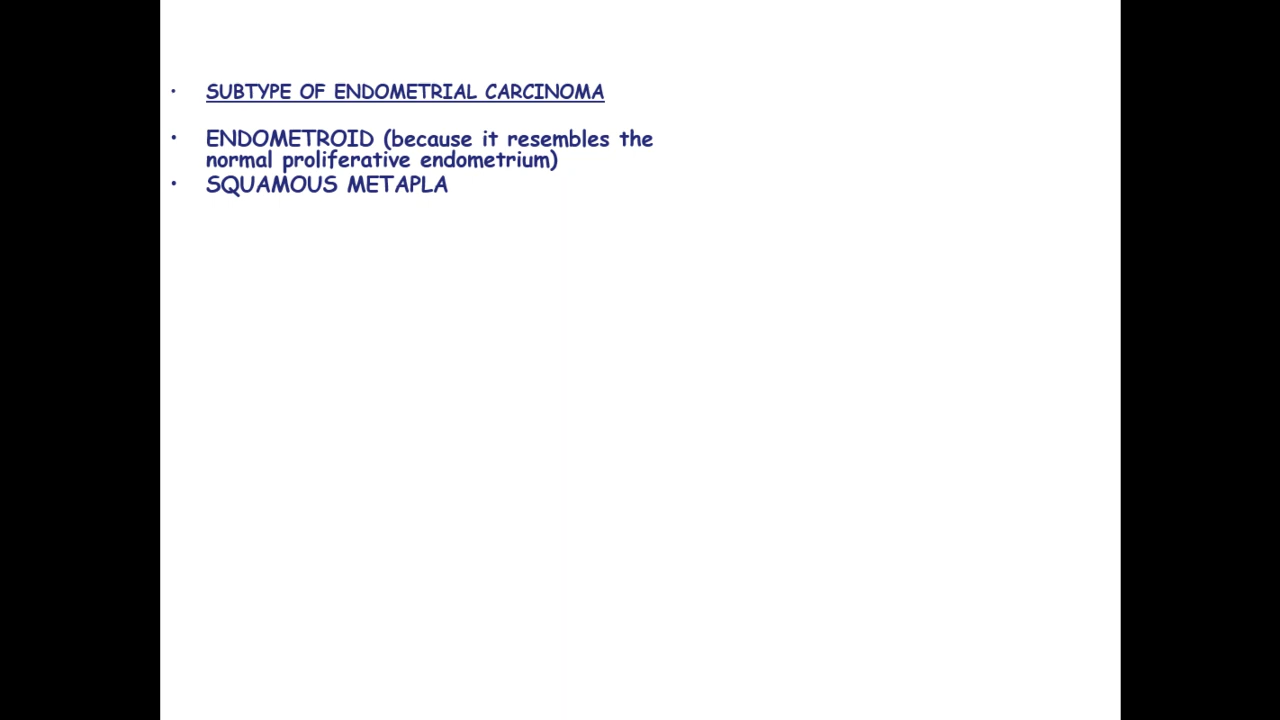 • SUBTYPE OF ENDOMETRIAL CARCINOMA
• ENDOMETROID (because it resembles the
normal proliferative endometrium)
• SQUAMOUS METAPLA